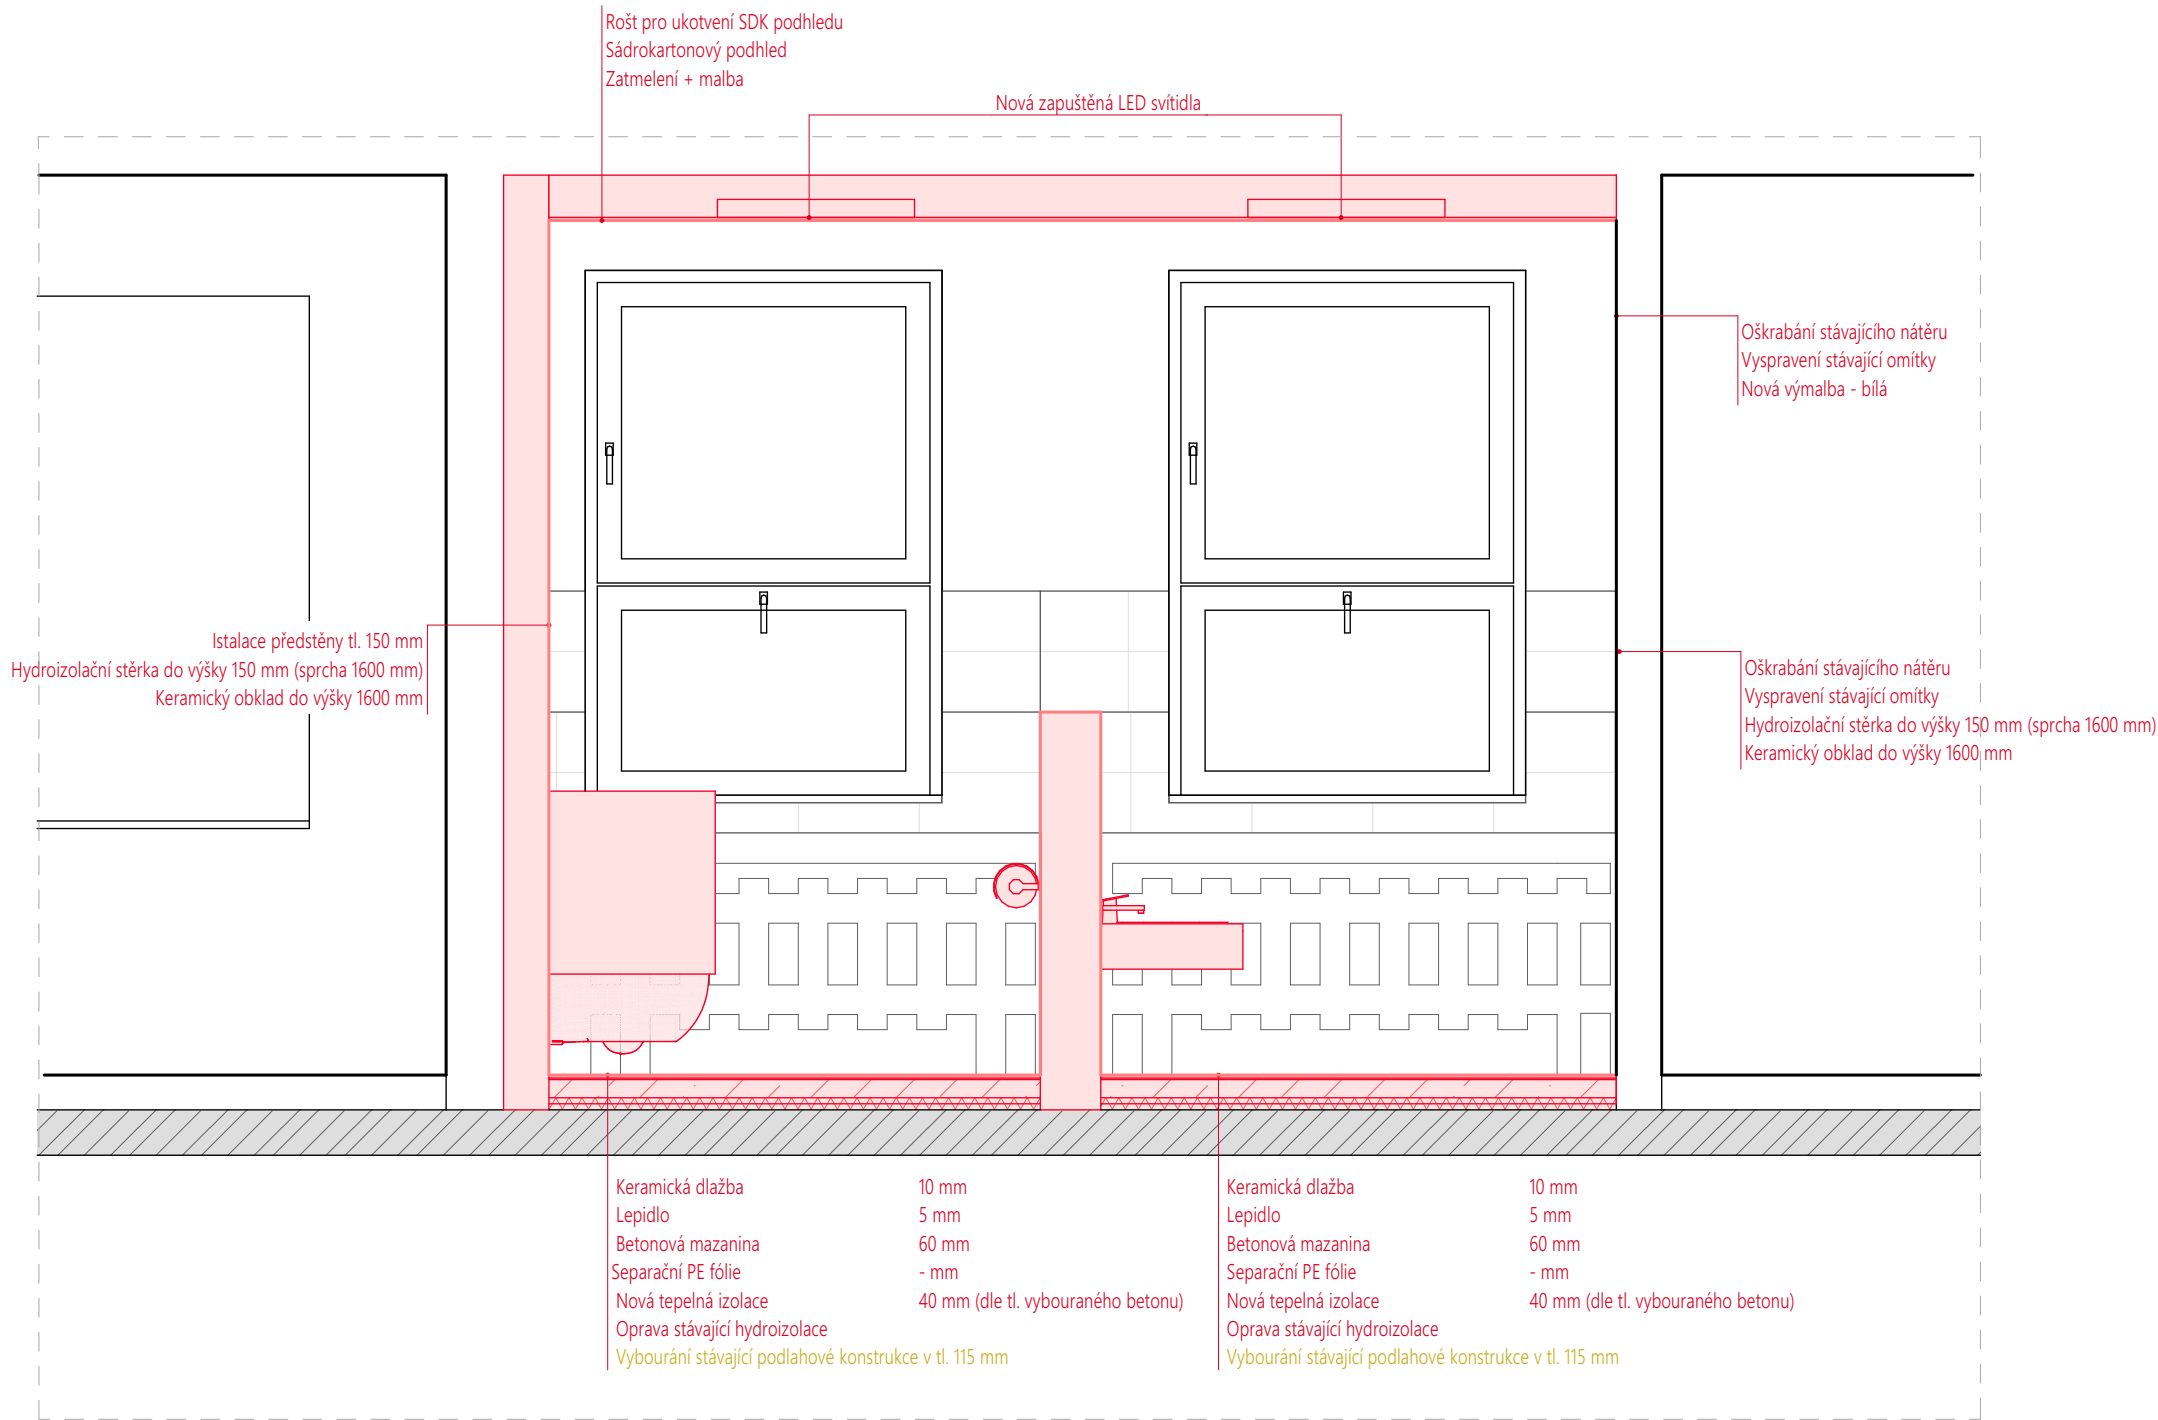 Rošt pro ukotvení SDK podhledu
Sádrokartonový podhled
Zatmelení + malba
Nová zapuštěná LED svítidla
Oškrabání stávajícího nátěru
Vyspravení stávající omítky
Nová výmalba - bílá
Istalace předstěny tl. 150 mm
Hydroizolační stěrka do výšky 150 mm (sprcha 1600 mm)
Keramický obklad do výšky 1600 mm
Oškrabání stávajícího nátěru
Vyspravení stávající omítky
Hydroizolační stěrka do výšky 150 mm (sprcha 1600 mm)
Keramický obklad do výšky 1600 mm
Keramická dlažba 10 mm
Lepidlo 5 mm
Betonová mazanina 60 mm
Separační PE fólie - mm
Nová tepelná izolace 40 mm (dle tl. vybouraného betonu)
Oprava stávající hydroizolace
Vybourání stávající podlahové konstrukce v tl. 115 mm
Keramická dlažba 10 mm
Lepidlo 5 mm
Betonová mazanina 60 mm
Separační PE fólie - mm
Nová tepelná izolace 40 mm (dle tl. vybouraného betonu)
Oprava stávající hydroizolace
Vybourání stávající podlahové konstrukce v tl. 115 mm